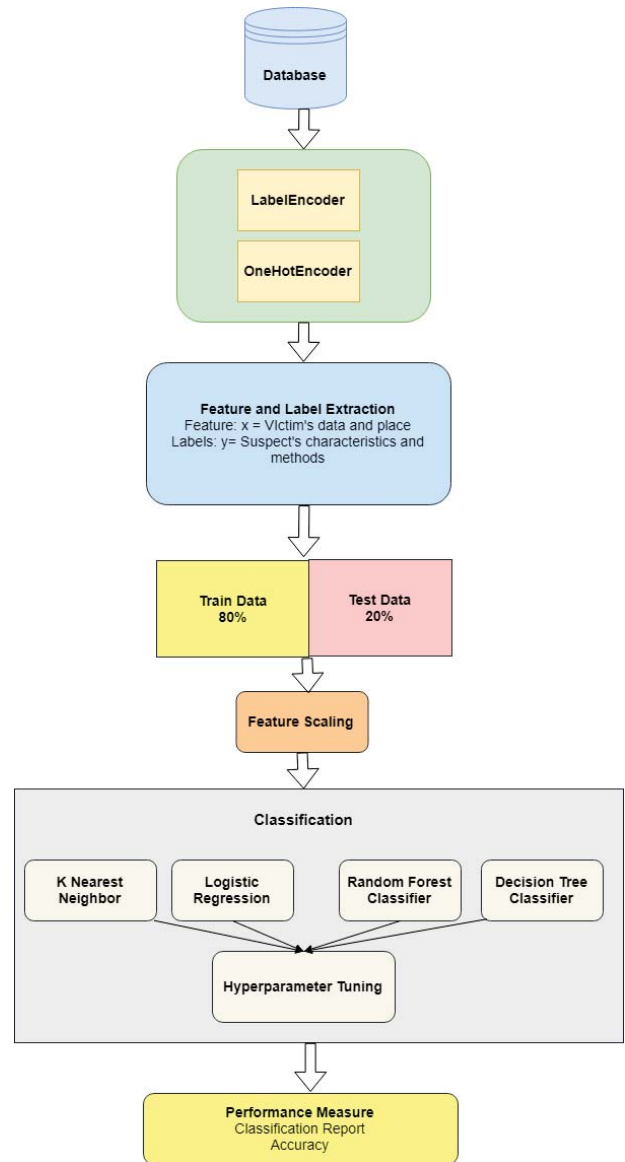 Database
LabelEncoder
OneHotEncoder
Feature and Label Extraction
Feature: x = VIctim's data and place
Labels: y= Suspect's characteristics and
methods
Train Data
80%
Test Data
20%
Feature Scaling
Classification
K Nearest
Neighbor
Logistic
Regression
Random Forest
Classifier
Decision Tree
Classifier
Hyperparameter Tuning
Performance Measure
Classification Report
Accuracy